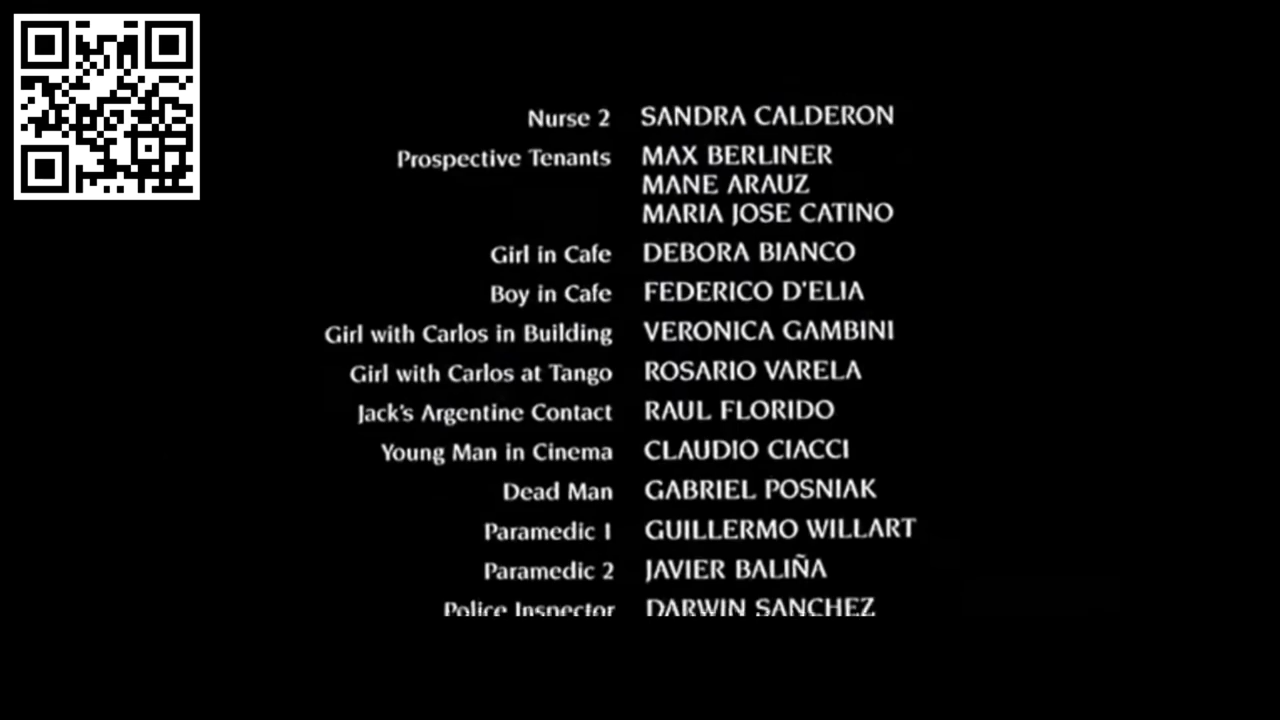 Nurse 2 SANDRA CALDERON
Prospective Tenants MAX BERLINER
MANE ARAUZ
MARIA JOSE CATINO
Girl in Cafe DEBORA BIANCO
Boy in Cafe FEDERICO D'ELIA
Girl with Carlos in Building VERONICA GAMBINI
Girl with Carlos at Tango ROSARIO VARELA
Jack's Argentine Contact RAUL FLORIDO
Young Man in Cinema CLAUDIO CIACCI
Dead Man GABRIEL POSNIAK
Paramedic 1 GUILLERMO WILLART
Paramedic 2 JAVIER BALIÑA
Police Inspector DARWIN SANCHEZ